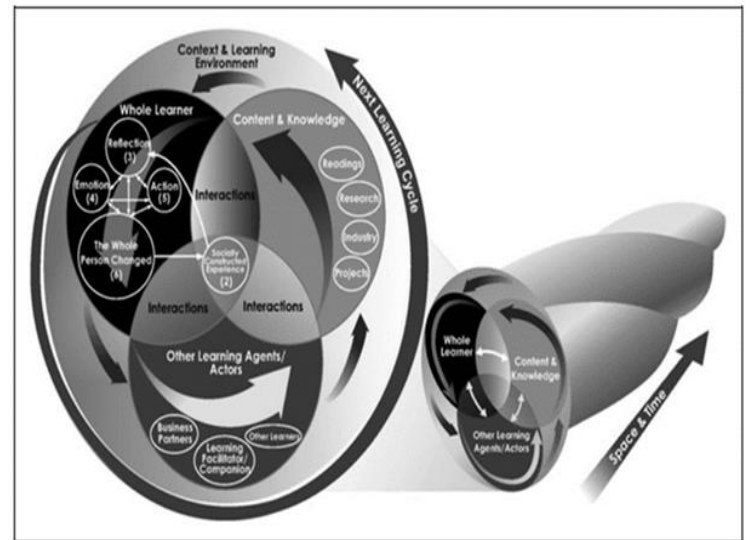 Context & Learning
Environment
Next Learning Cycle
Whole Learner
Content & Knowledge
Reflection
(3)
Emotion
(4)
Action
(5)
Interactions
Readings
Research
Industry
Projects
The Whole
Person Changed
(6)
Socially
Constructed
Experience
(2)
Interactions
Interactions
Other Learning Agents/
Actors
Business
Partners
Learning
Facilitator/
Companion
Other Learners
Whole
Learner
Content &
Knowledge
Other Learning
Agents/Actors
Space & Time